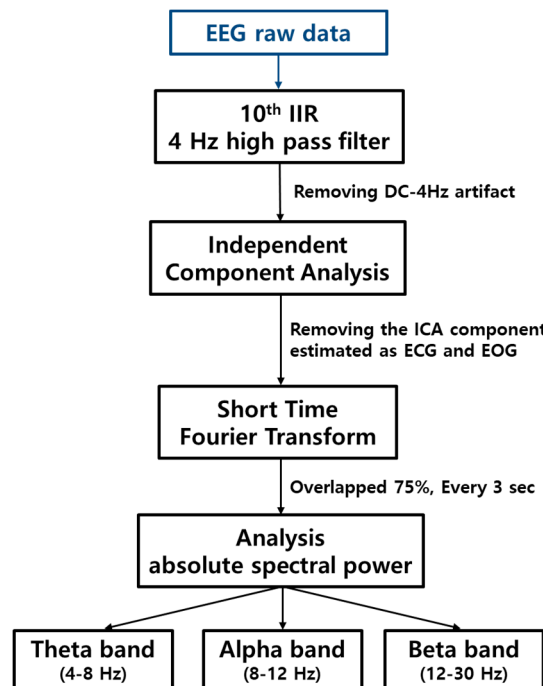 EEG raw data
10th IIR
4 Hz high pass filter
Removing DC-4Hz artifact
Independent
Component Analysis
Removing the ICA component
estimated as ECG and EOG
Short Time
Fourier Transform
Overlapped 75%, Every 3 sec
Analysis
absolute spectral power
Theta band
(4-8 Hz)
Alpha band
(8-12 Hz)
Beta band
(12-30 Hz)